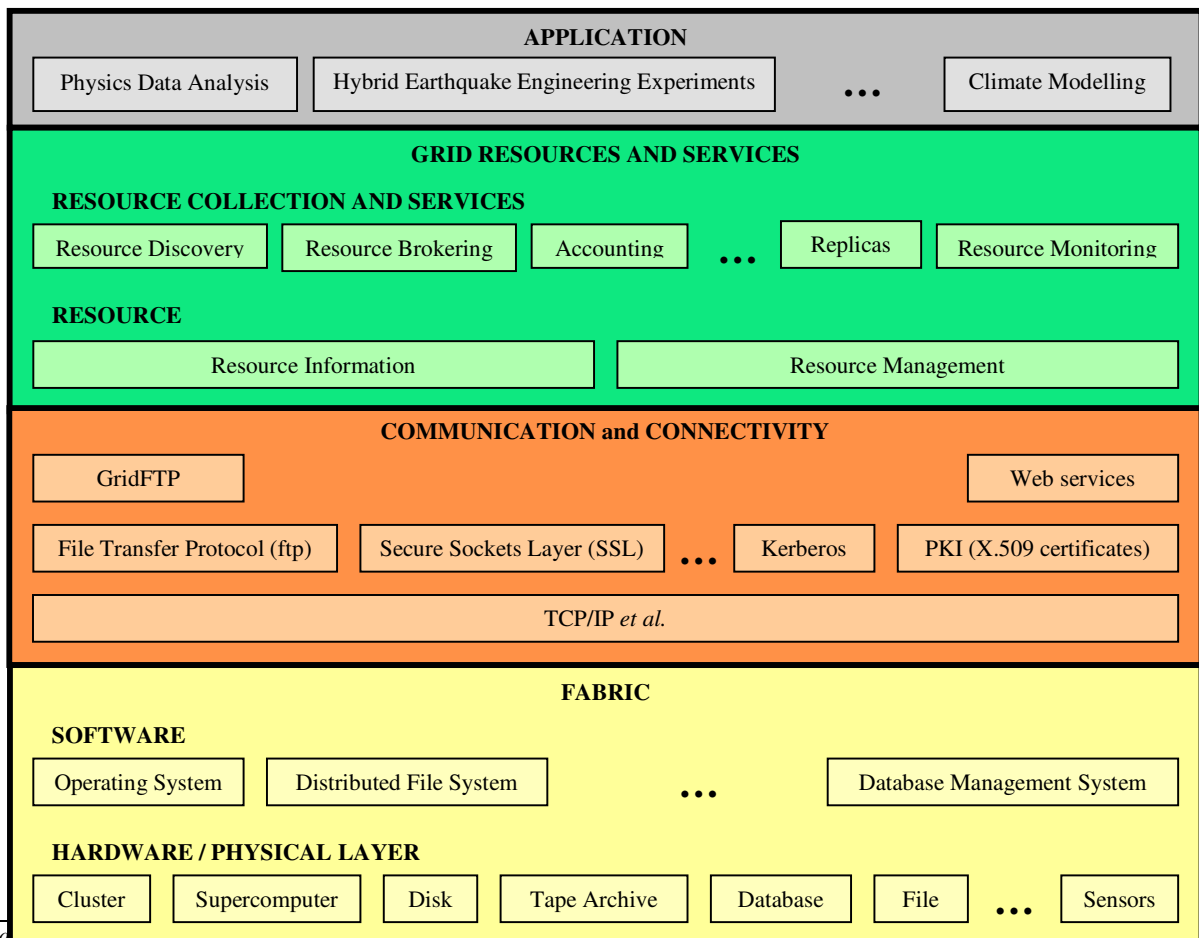 APPLICATION
Physics Data Analysis
Hybrid Earthquake Engineering Experiments
...
Climate Modelling
GRID RESOURCES AND SERVICES
RESOURCE COLLECTION AND SERVICES
Resource Discovery
Resource Brokering
Accounting
...
Replicas
Resource Monitoring
RESOURCE
Resource Information
Resource Management
COMMUNICATION and CONNECTIVITY
GridFTP
Web services
File Transfer Protocol (ftp)
Secure Sockets Layer (SSL)
...
Kerberos
PKI (X.509 certificates)
TCP/IP et al.
FABRIC
SOFTWARE
Operating System
Distributed File System
...
Database Management System
HARDWARE / PHYSICAL LAYER
Cluster
Supercomputer
Disk
Tape Archive
Database
File
...
Sensors